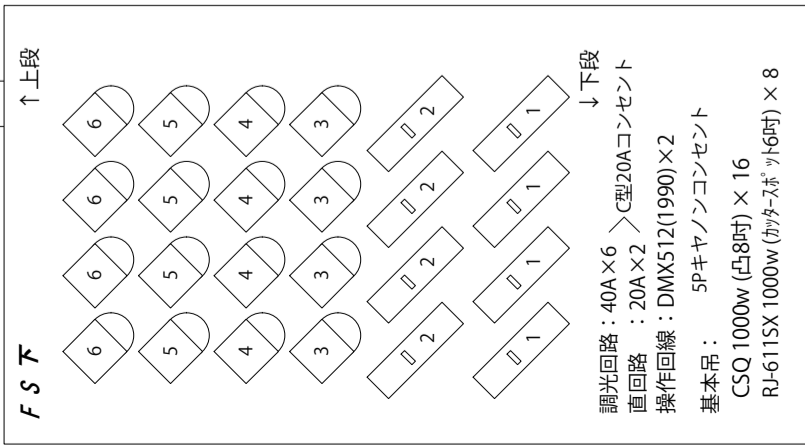 FS下
↑上段
6 6 6 6
5 5 5 5
4 4 4 4
3 3 3 3
2 2 2 2
1 1 1 1
↓下段
調光回路：40A×6 ＞C型20Aコンセント
直回路 ：20A×2
操作回線：DMX512(1990)×2
5Pキヤノンコンセント
基本吊：
CSQ 1000w (凸8吋) × 16
RJ-611SX 1000w (ｶｯﾀｰｽﾎﾟｯﾄ6吋) × 8